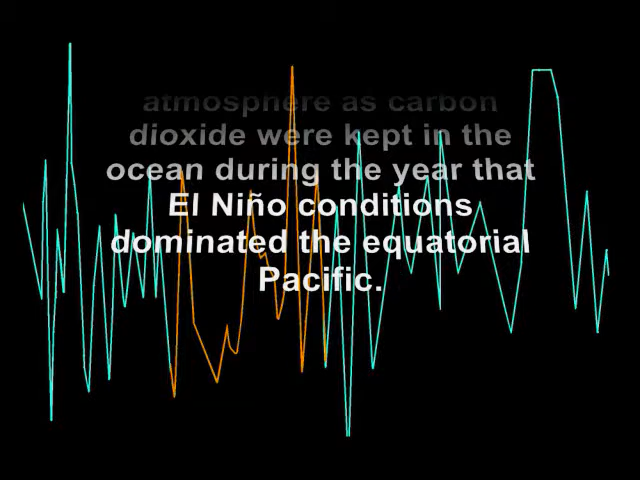 atmosphere as carbon
dioxide were kept in the
ocean during the year that
El Niño conditions
dominated the equatorial
Pacific.